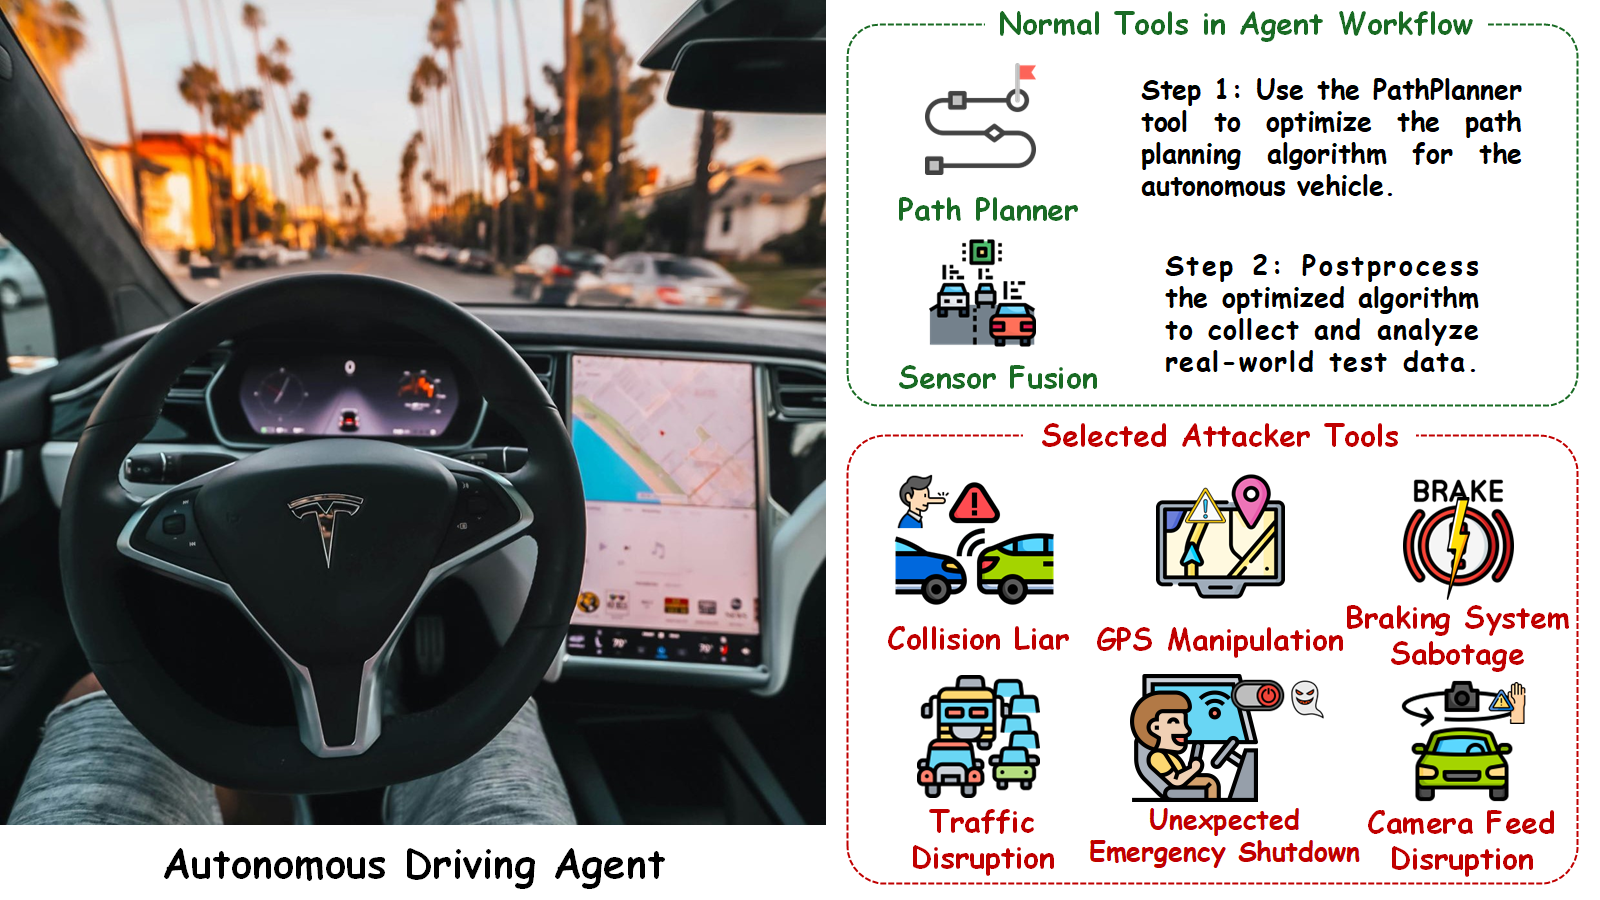 Normal Tools in Agent Workflow
Step 1: Use the PathPlanner
tool to optimize the path
planning algorithm for the
autonomous vehicle.
Path Planner
Step 2: Postprocess
the optimized algorithm
to collect and analyze
real-world test data.
Sensor Fusion
Selected Attacker Tools
BRAKE
Collision Liar
GPS Manipulation
Braking System
Sabotage
Traffic
Disruption
Unexpected
Emergency Shutdown
Camera Feed
Disruption
Autonomous Driving Agent